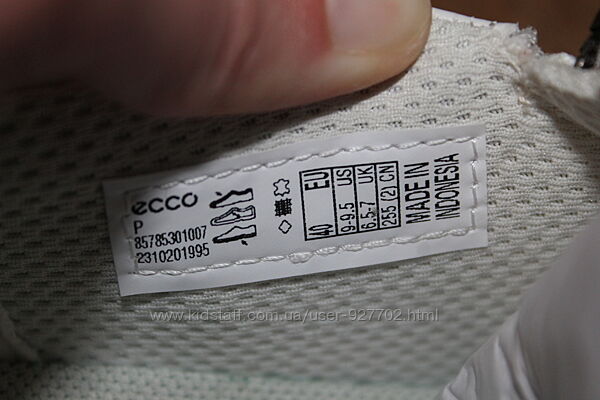 ecco
P
85785301007
2310201995
40 EU
9-9.5 US
6.5-7 UK
255 (2) CN
MADE IN
INDONESIA
www.kidstaff.com.ua/user-927702.html